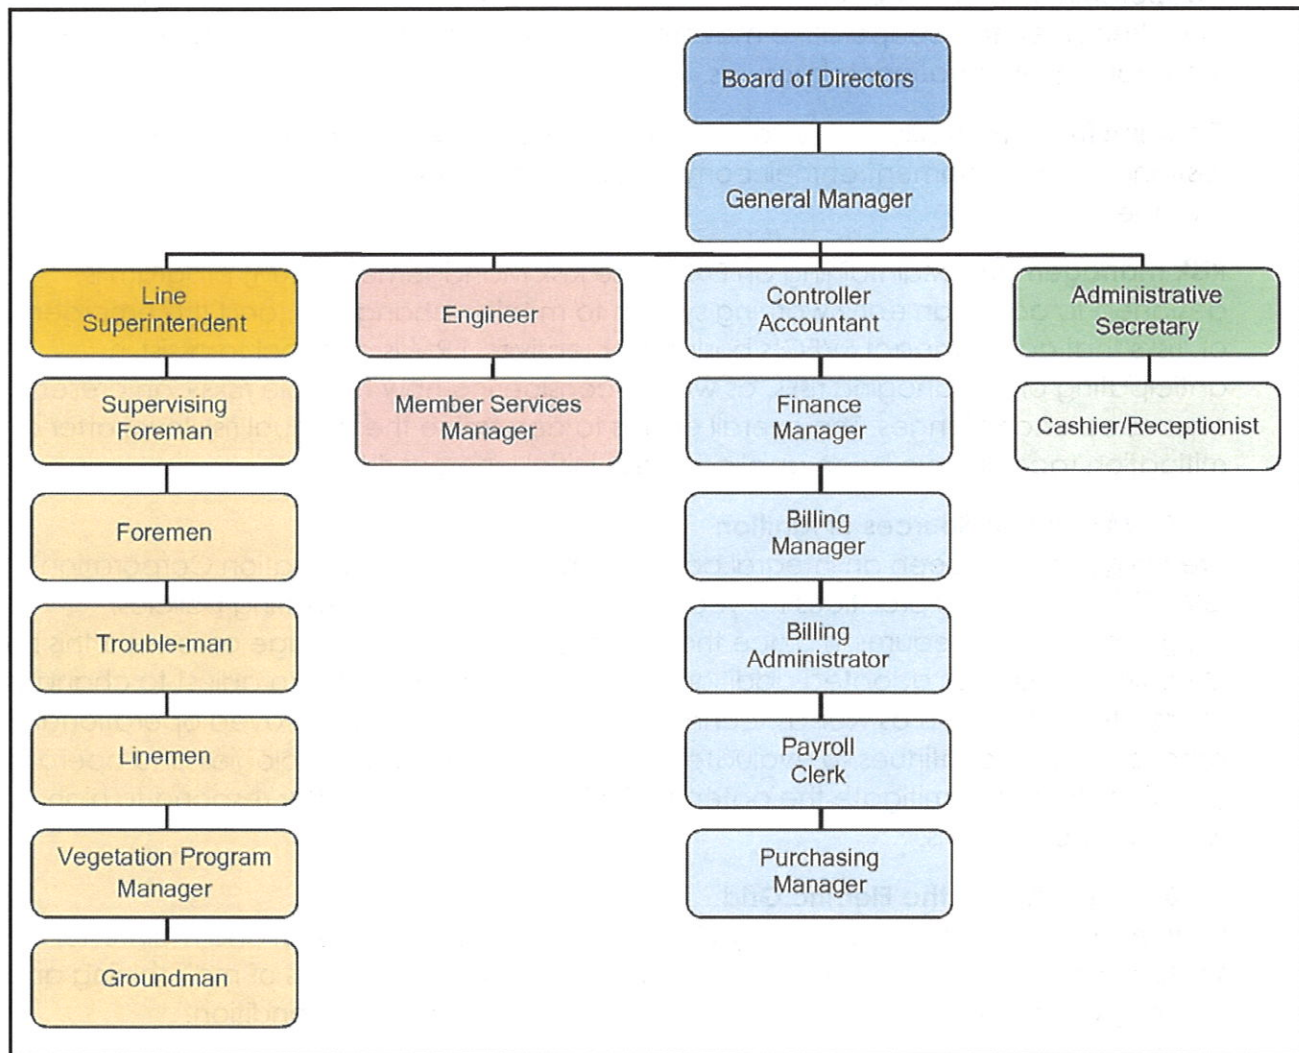 Board of Directors
General Manager
Line
Superintendent
Engineer
Controller
Accountant
Administrative
Secretary
Supervising
Foreman
Member Services
Manager
Finance
Manager
Cashier/Receptionist
Foremen
Billing
Manager
Trouble-man
Billing
Administrator
Linemen
Payroll
Clerk
Vegetation Program
Manager
Purchasing
Manager
Groundman